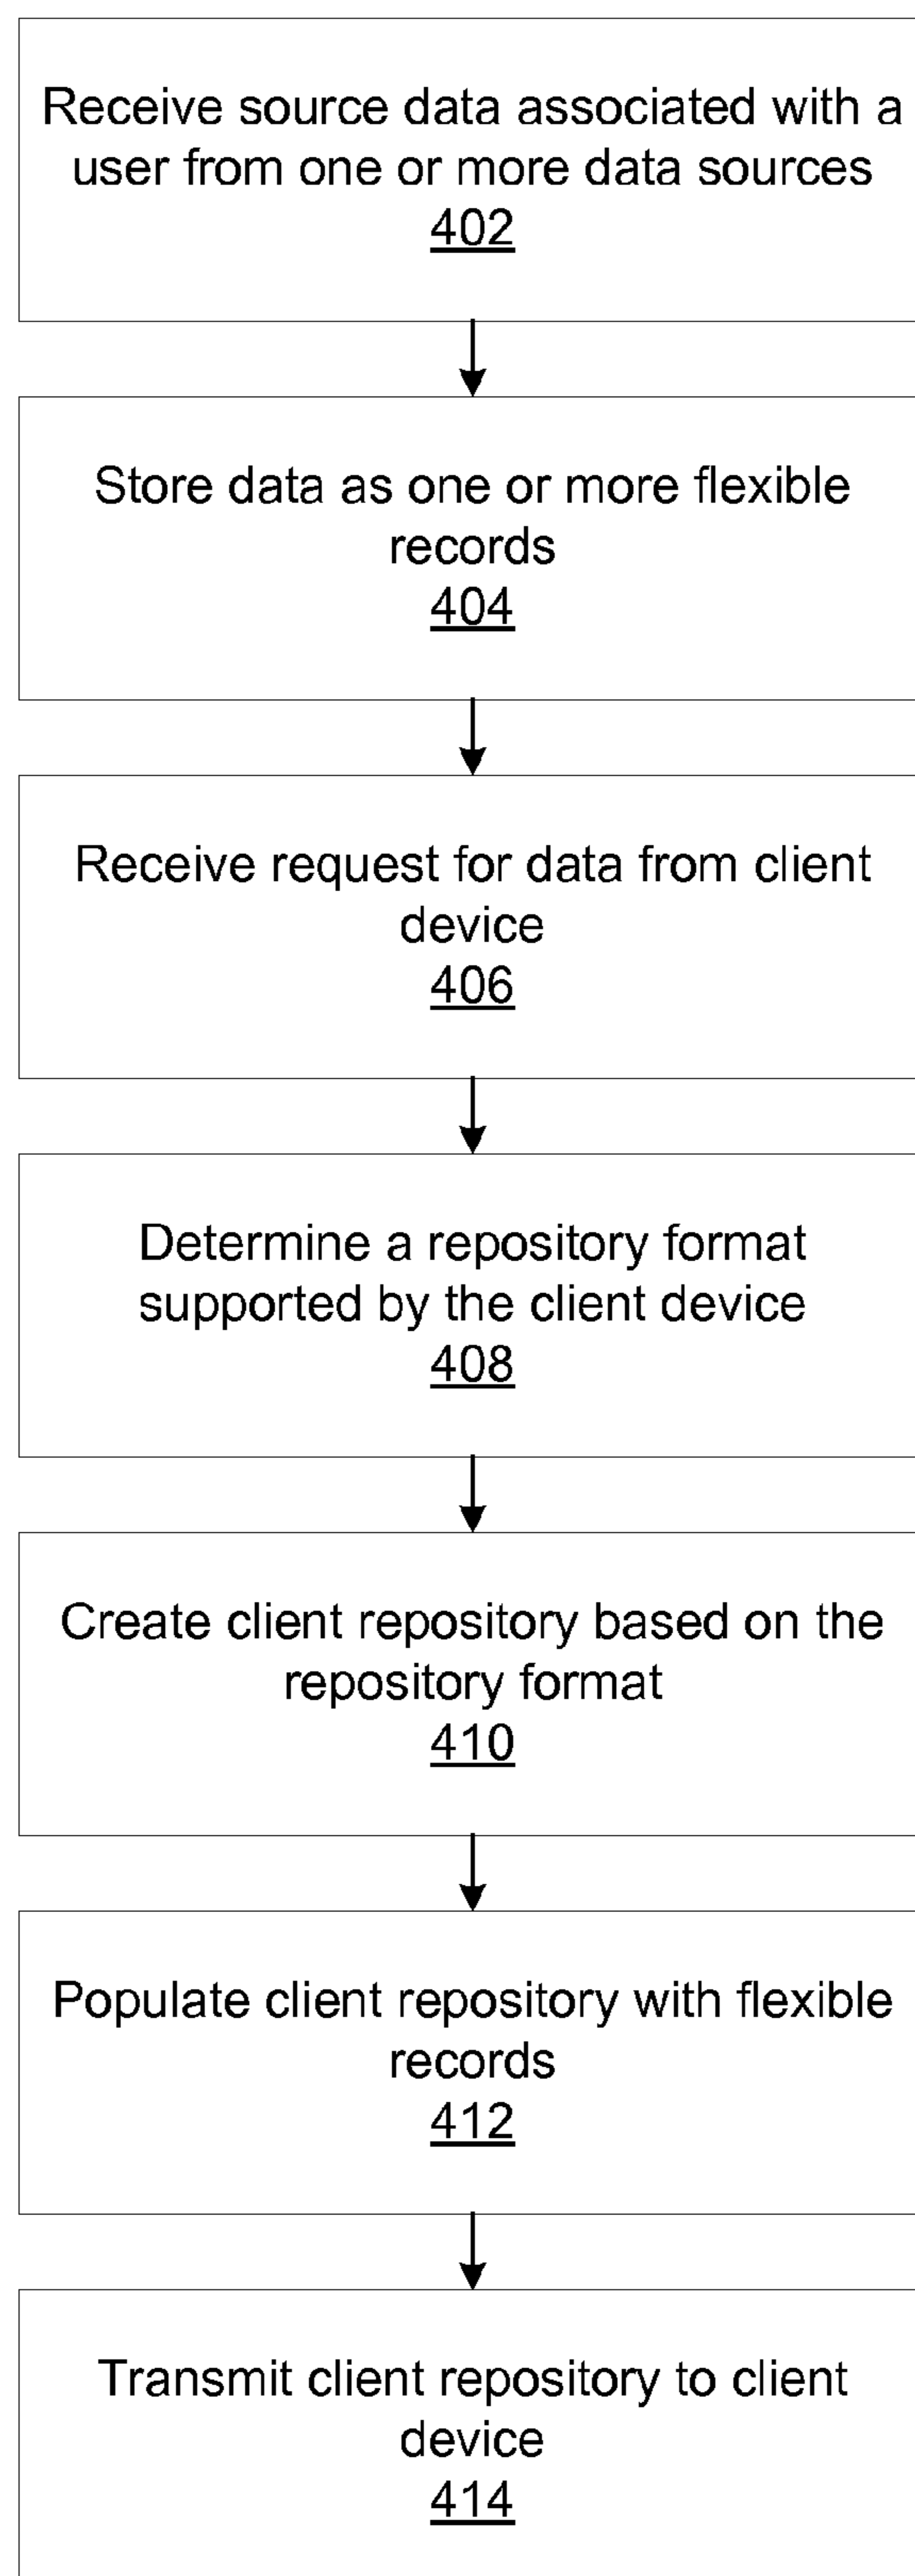 Receive source data associated with a
user from one or more data sources
402
Store data as one or more flexible
records
404
Receive request for data from client
device
406
Determine a repository format
supported by the client device
408
Create client repository based on the
repository format
410
Populate client repository with flexible
records
412
Transmit client repository to client
device
414